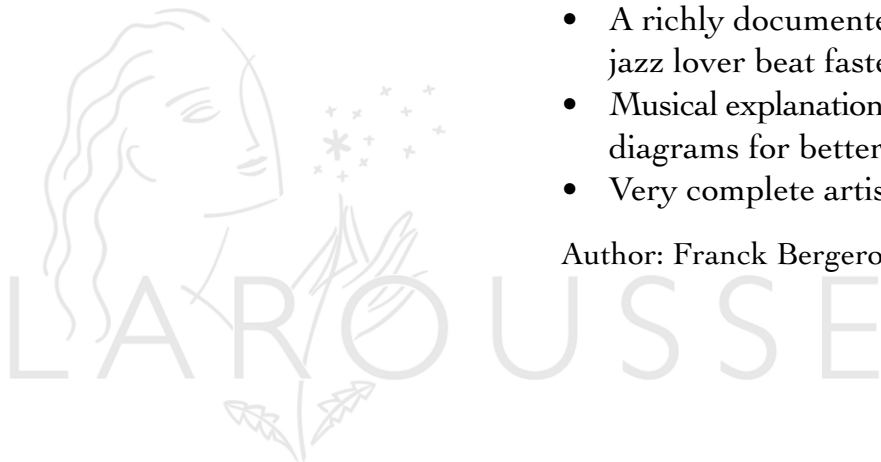 • A richly documente
jazz lover beat faste
• Musical explanation
diagrams for better
• Very complete artis
Author: Franck Bergero
LAROUSSE